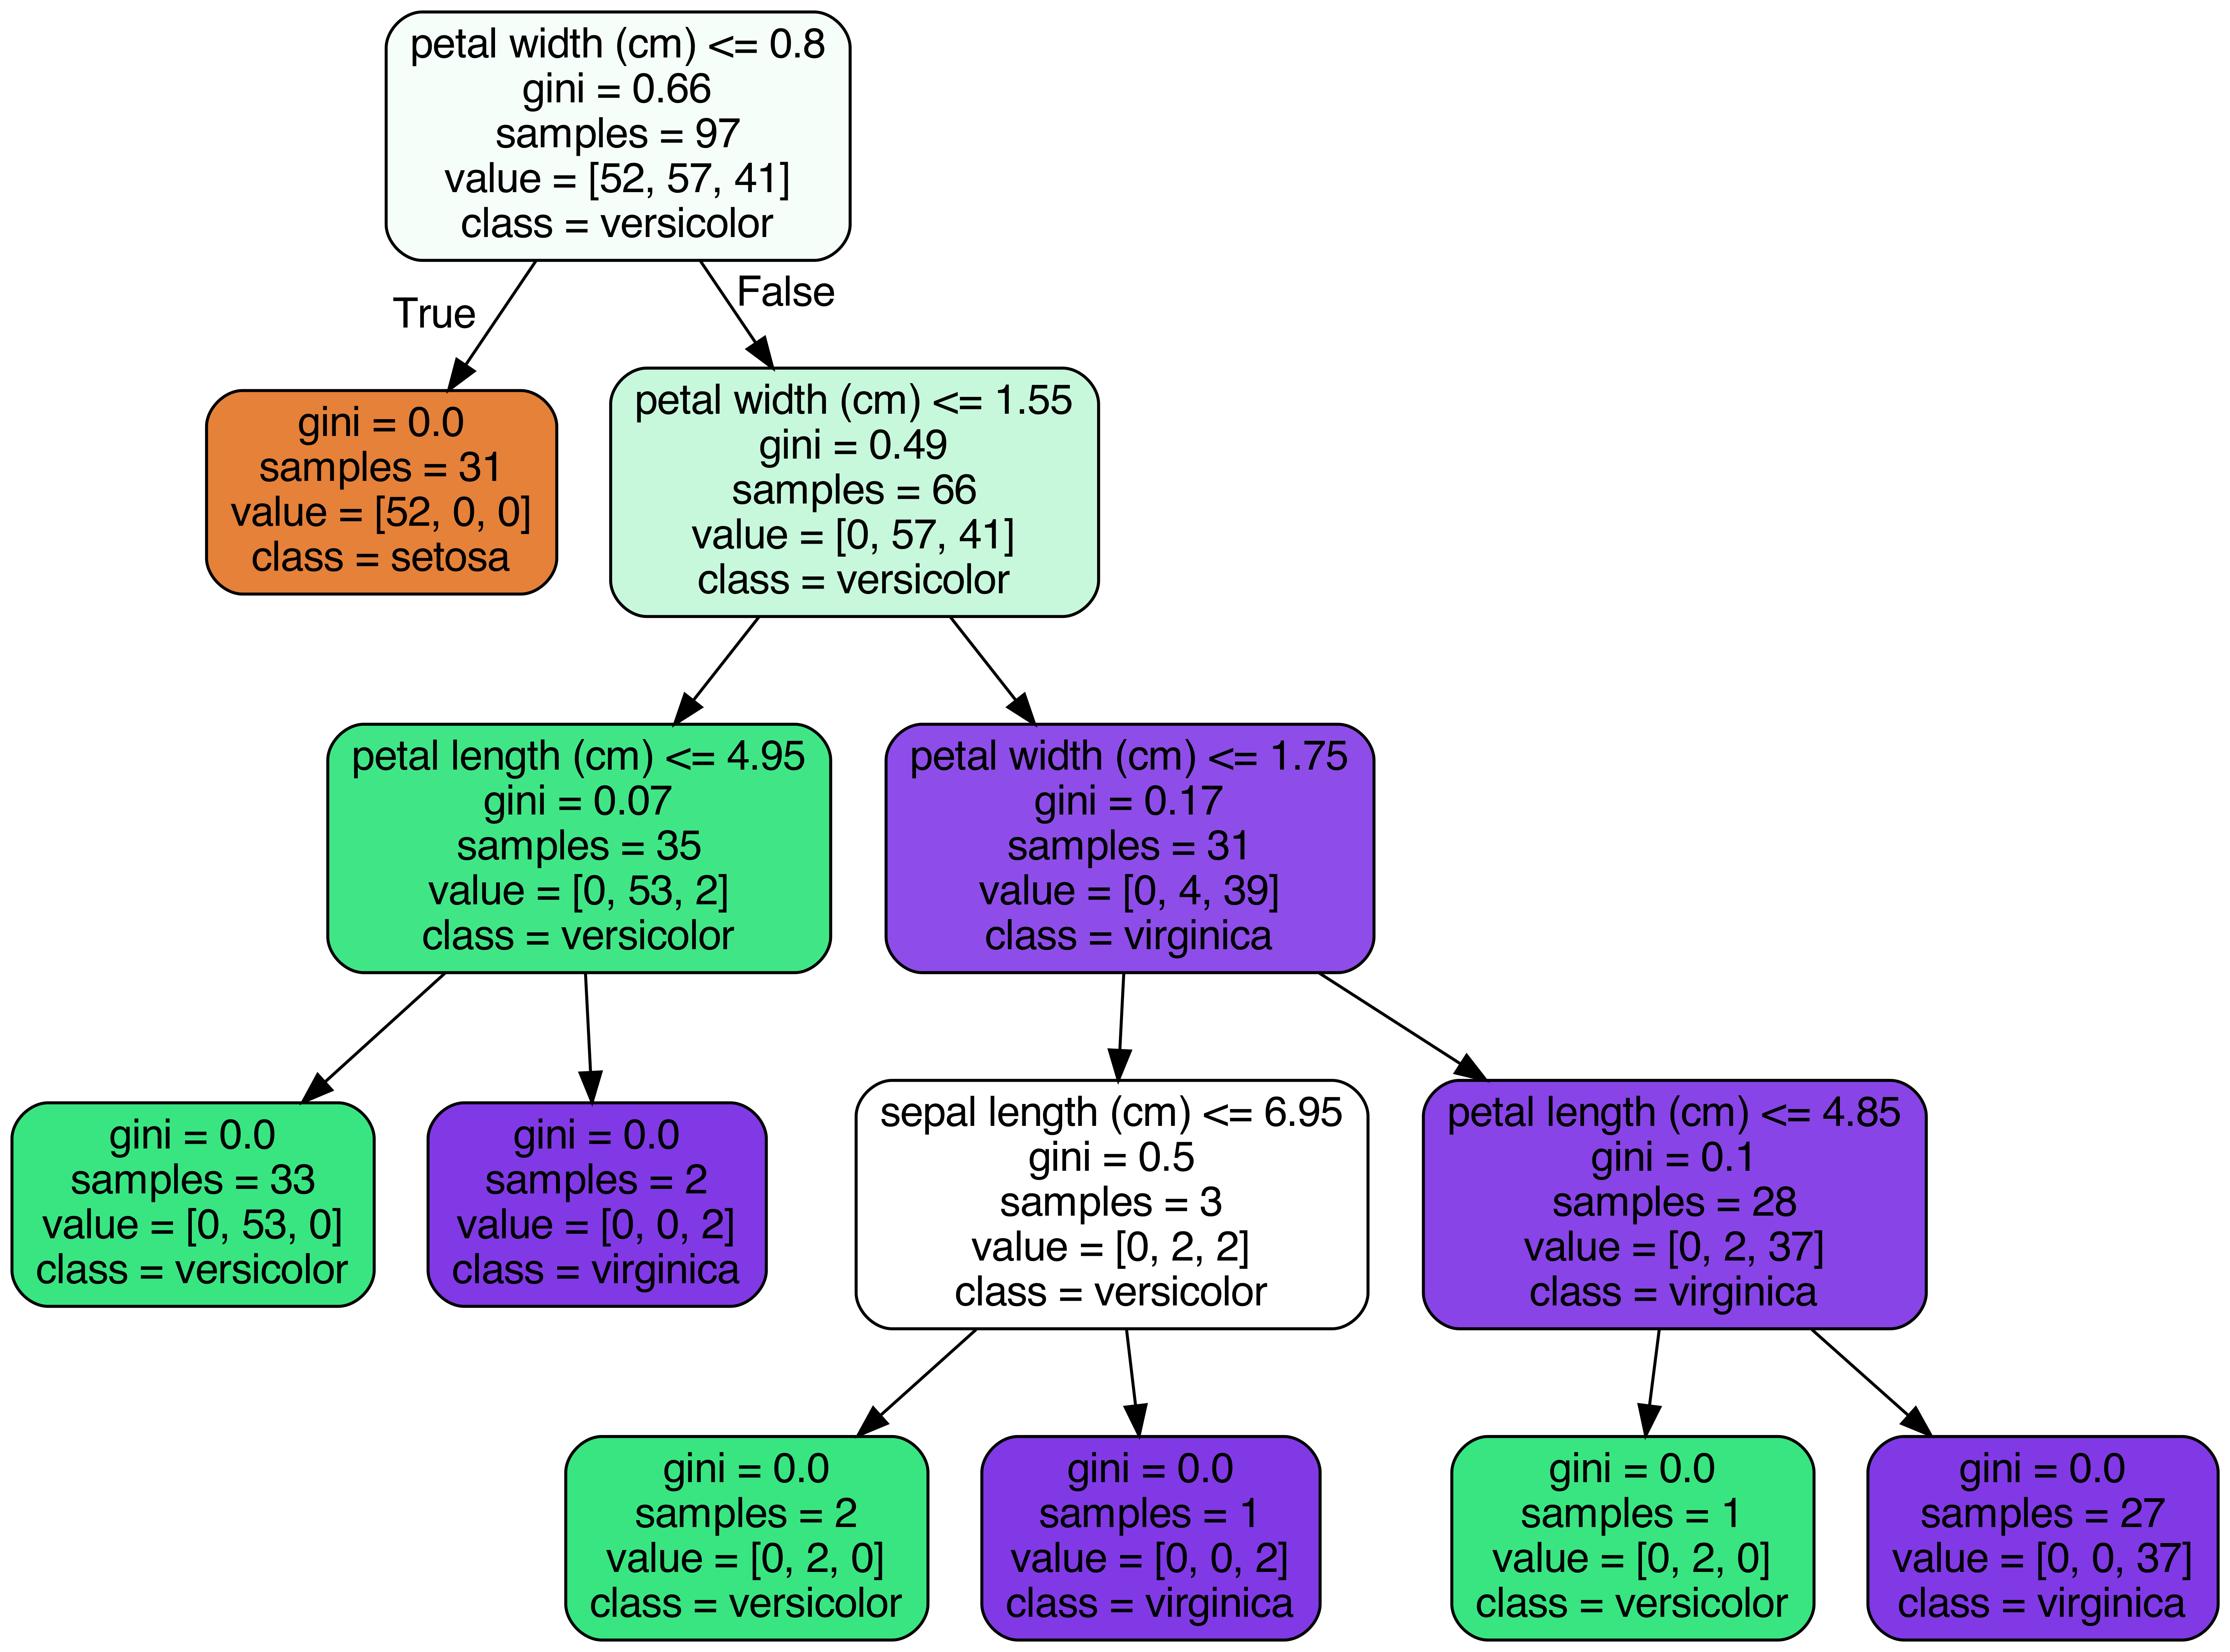 petal width (cm) <= 0.8
gini = 0.66
samples = 97
value = [52, 57, 41]
class = versicolor
True
False
gini = 0.0
samples = 31
value = [52, 0, 0]
class = setosa
petal width (cm) <= 1.55
gini = 0.49
samples = 66
value = [0, 57, 41]
class = versicolor
petal length (cm) <= 4.95
gini = 0.07
samples = 35
value = [0, 53, 2]
class = versicolor
petal width (cm) <= 1.75
gini = 0.17
samples = 31
value = [0, 4, 39]
class = virginica
gini = 0.0
samples = 33
value = [0, 53, 0]
class = versicolor
gini = 0.0
samples = 2
value = [0, 0, 2]
class = virginica
sepal length (cm) <= 6.95
gini = 0.5
samples = 3
value = [0, 2, 2]
class = versicolor
petal length (cm) <= 4.85
gini = 0.1
samples = 28
value = [0, 2, 37]
class = virginica
gini = 0.0
samples = 2
value = [0, 2, 0]
class = versicolor
gini = 0.0
samples = 1
value = [0, 0, 2]
class = virginica
gini = 0.0
samples = 1
value = [0, 2, 0]
class = versicolor
gini = 0.0
samples = 27
value = [0, 0, 37]
class = virginica